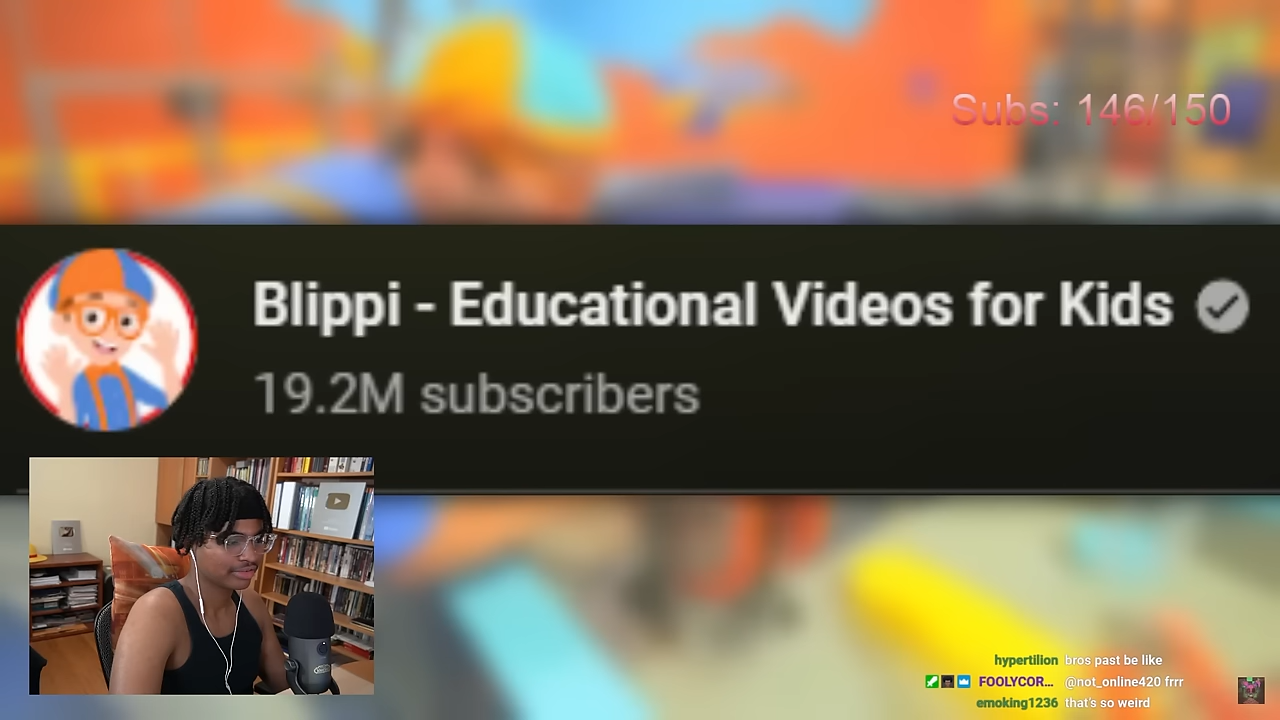 Subs: 146/150
Blippi - Educational Videos for Kids
19.2M subscribers
hypertilion bros past be like
FOOLYCOR... @not_online420 frrr
emoking1236 that's so weird